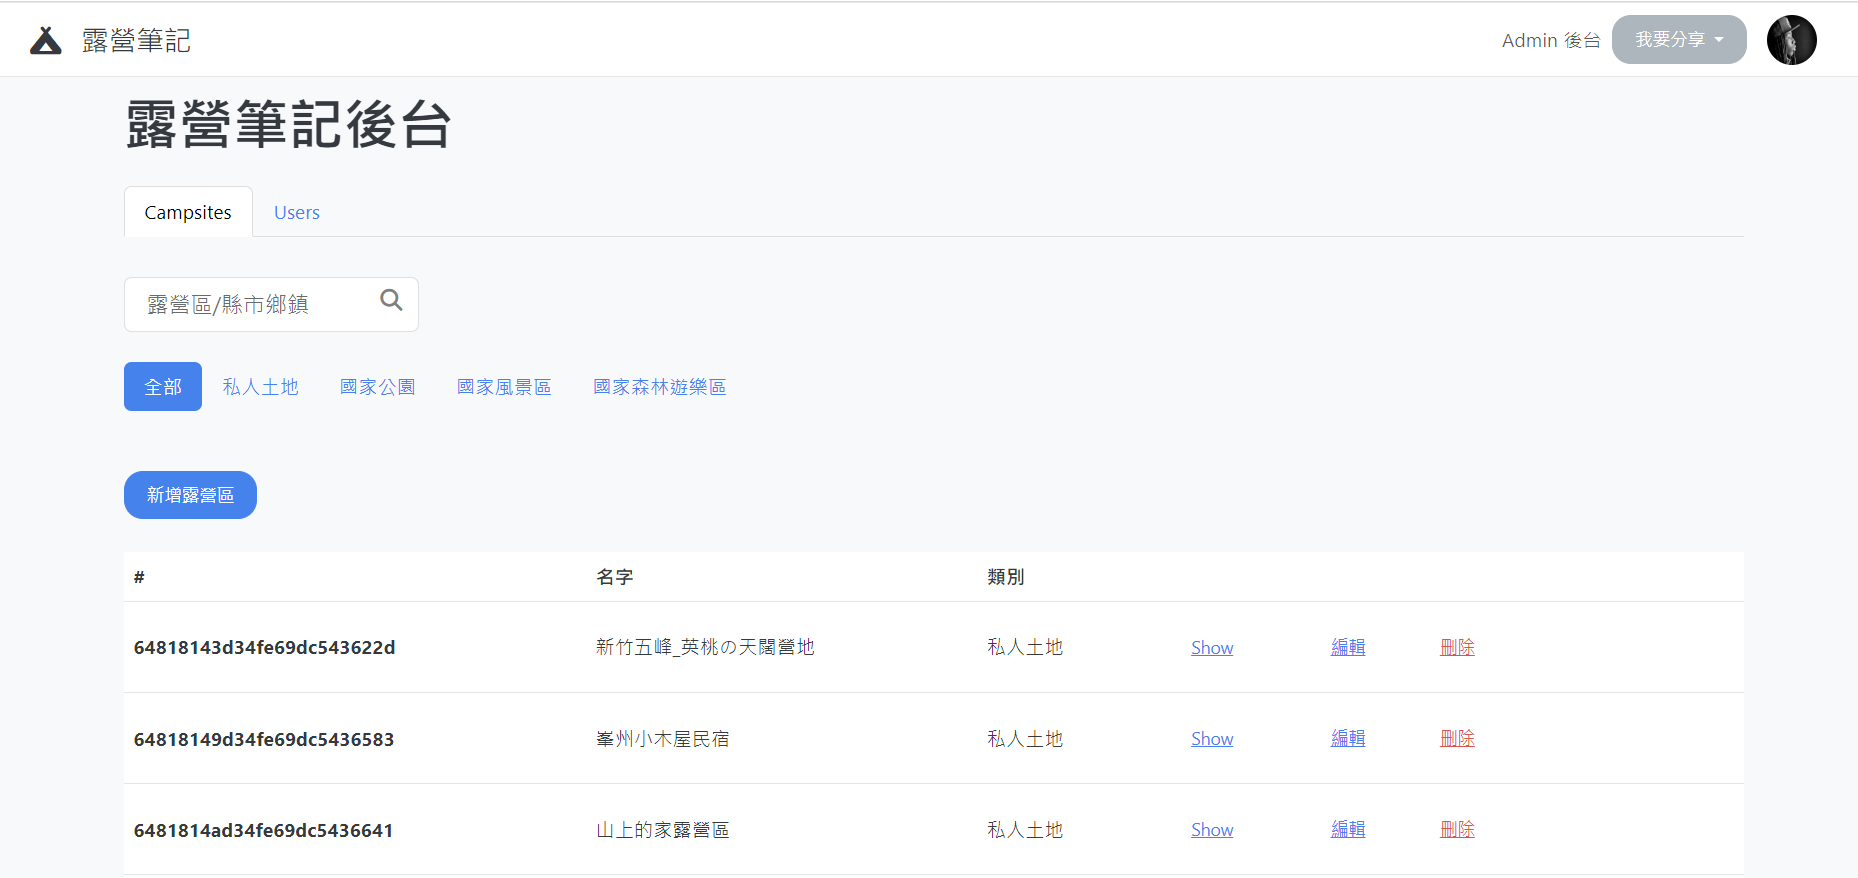 露營筆記
Admin 後台
我要分享
露營筆記後台
Campsites Users
露營區/縣市鄉鎮
全部 私人土地 國家公園 國家風景區 國家森林遊樂區
新增露營區
# 名字 類別
64818143d34fe69dc543622d 新竹五峰_英桃の天闊營地 私人土地 Show 編輯 刪除
64818149d34fe69dc5436583 峯州小木屋民宿 私人土地 Show 編輯 刪除
6481814ad34fe69dc5436641 山上的家露營區 私人土地 Show 編輯 刪除